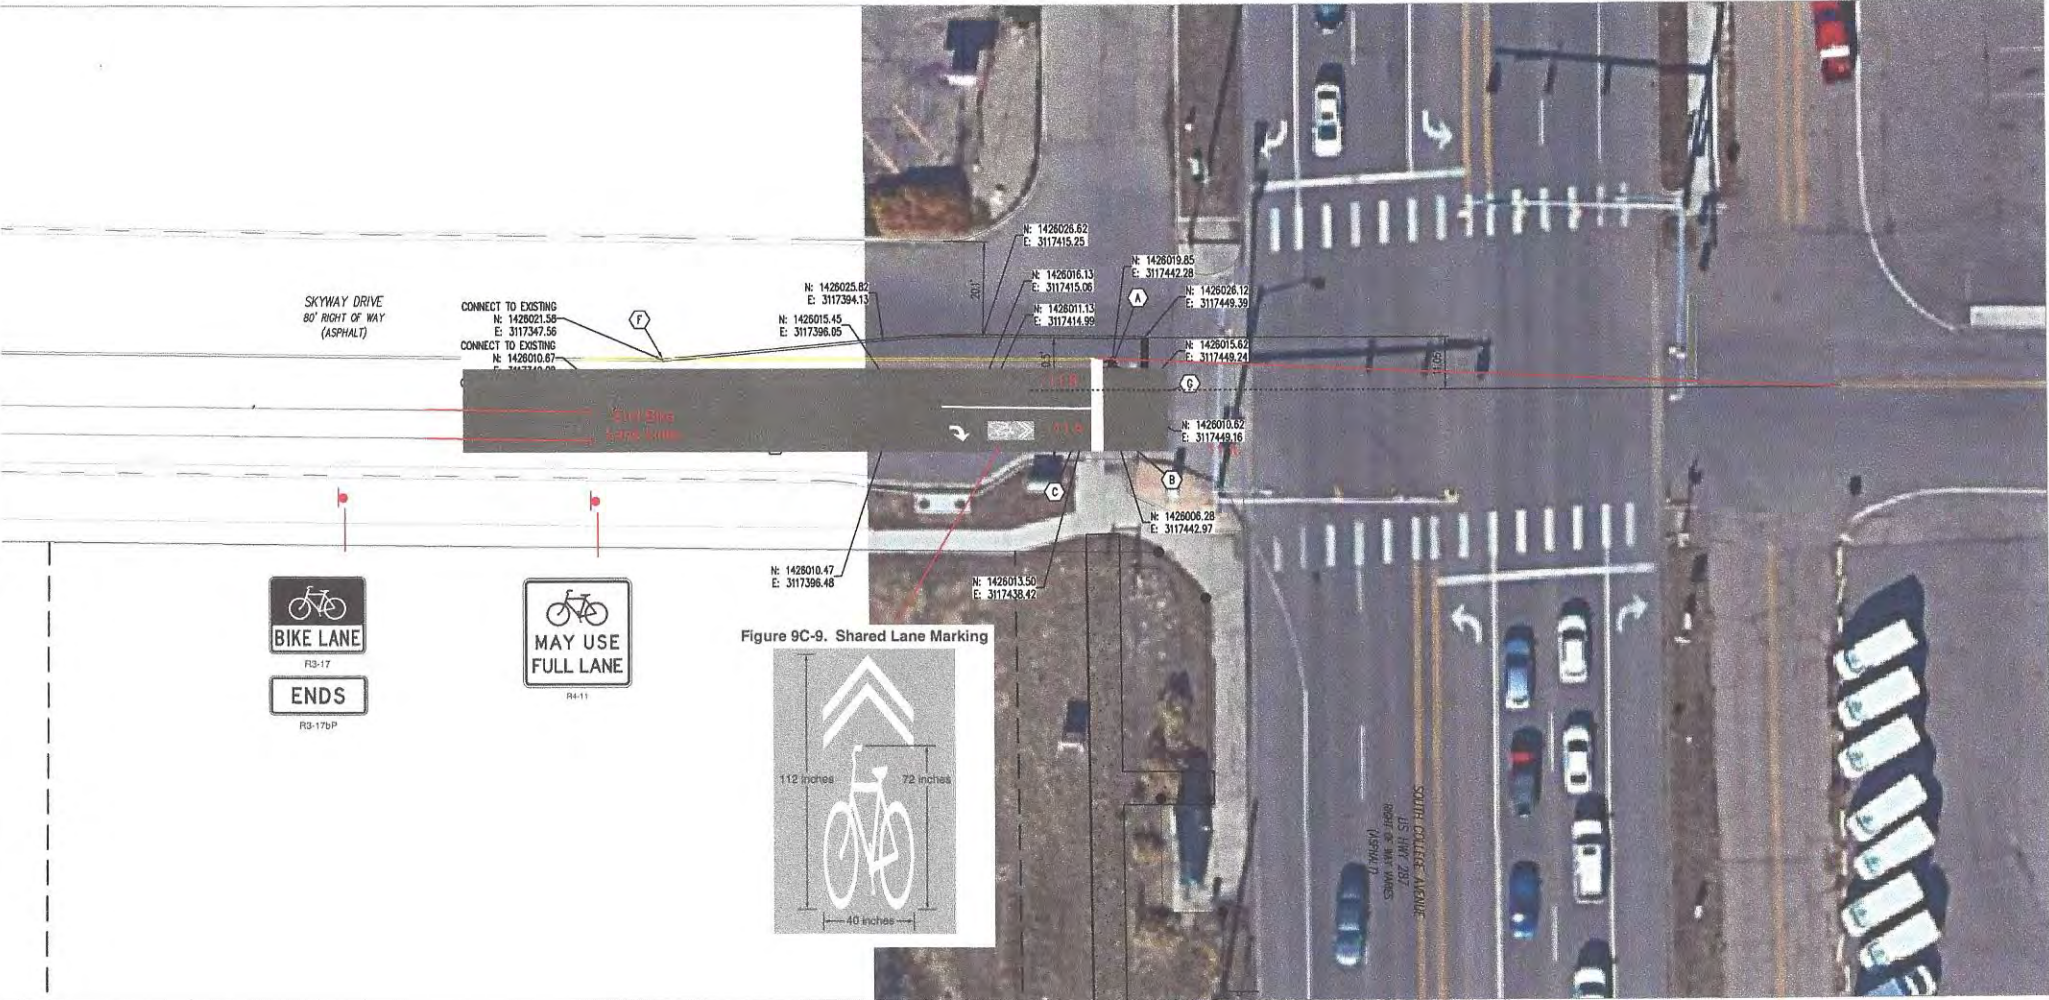 SKYWAY DRIVE
80' RIGHT OF WAY
(ASPHALT)
CONNECT TO EXISTING
N: 1426021.58
E: 3117347.56
CONNECT TO EXISTING
N: 1426010.67
F
N: 1426025.82
E: 3117394.13
N: 1426015.45
E: 3117396.05
N: 1426026.62
E: 3117415.25
20.1'
N: 1426016.13
E: 3117415.06
N: 1426011.13
E: 3117414.99
N: 1426019.85
E: 3117442.28
A
N: 1426026.12
E: 3117449.39
N: 1426015.62
E: 3117449.24
G
N: 1426010.62
E: 3117449.16
B
C
N: 1426006.28
E: 3117442.97
N: 1426010.47
E: 3117396.48
N: 1426013.50
E: 3117438.42
BIKE LANE
R3-17
ENDS
R3-17bP
MAY USE
FULL LANE
R4-11
Figure 9C-9. Shared Lane Marking
112 inches
72 inches
40 inches
SOUTH COLLEGE AVENUE
US HWY 287
RIGHT OF WAY VARIES
(ASPHALT)